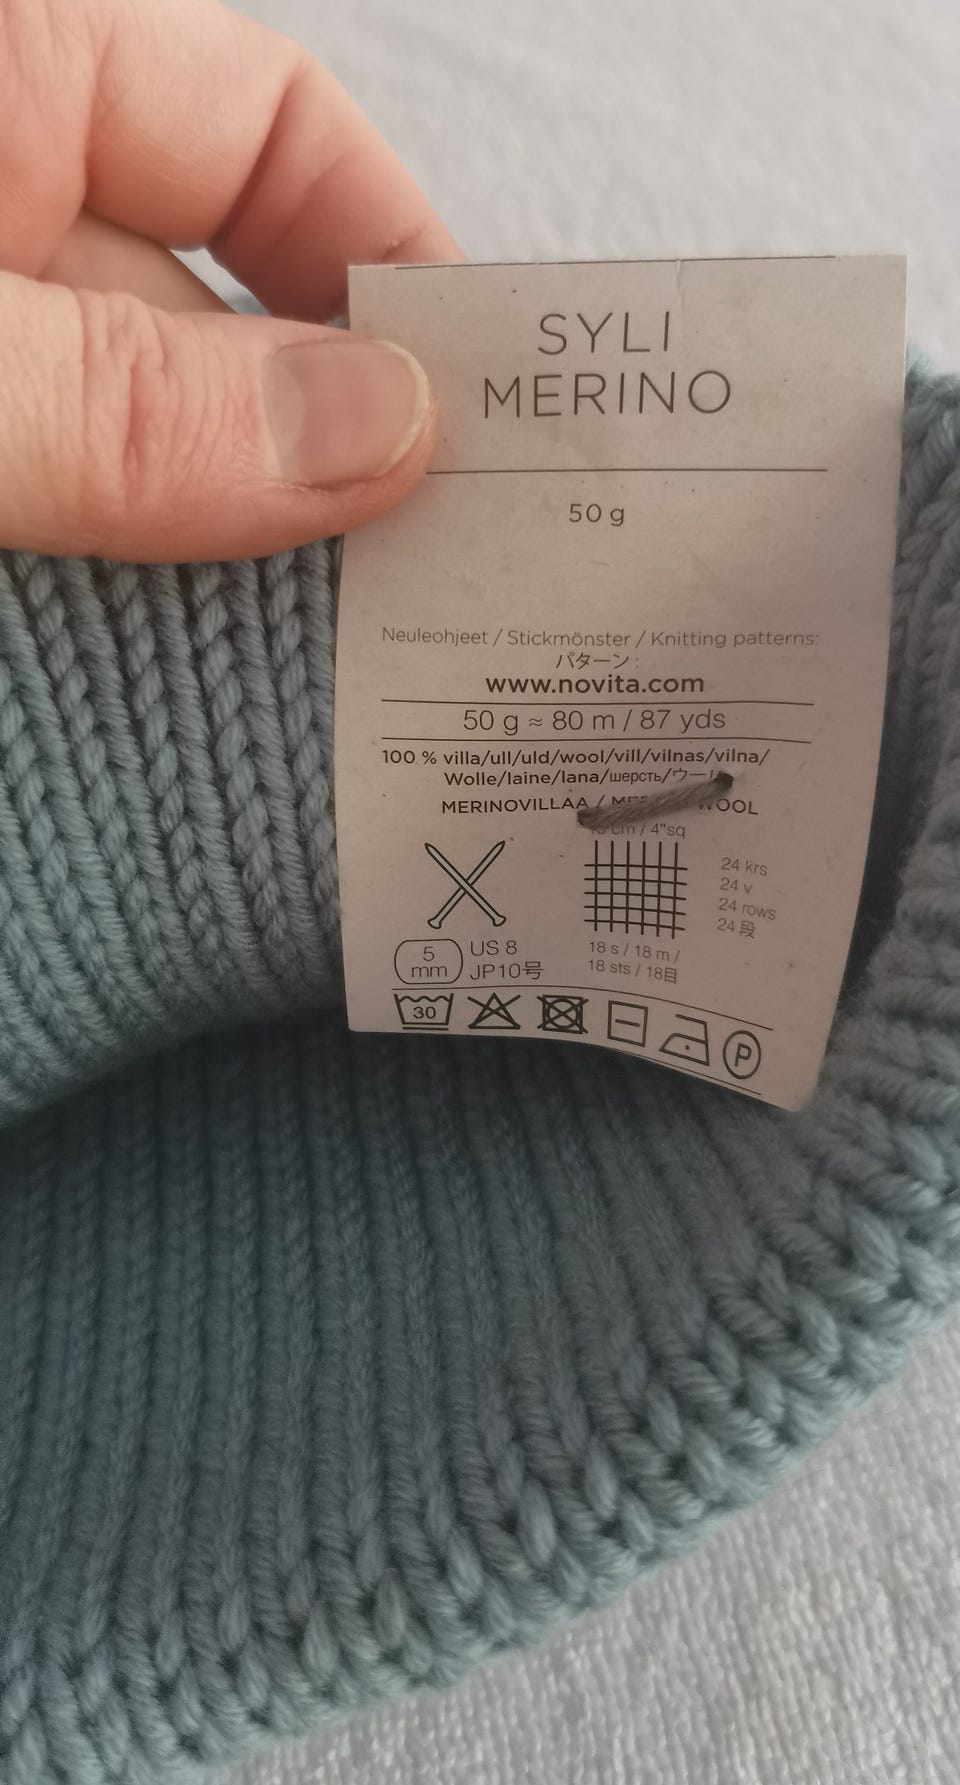 SYLI
MERINO
50 g
Neuleohjeet / Stickmönster / Knitting patterns:
パターン:
www.novita.com
50 g ≈ 80 m / 87 yds
100 % villa/ull/uld/wool/vill/vilnas/vilna/
Wolle/laine/lana/шерсть/ウール
MERINOVILLAA / WOOL
cm / 4"sq
24 krs
24 v
24 rows
24 段
5
mm
US 8
JP10号
18 s / 18 m /
18 sts / 18目
30
P